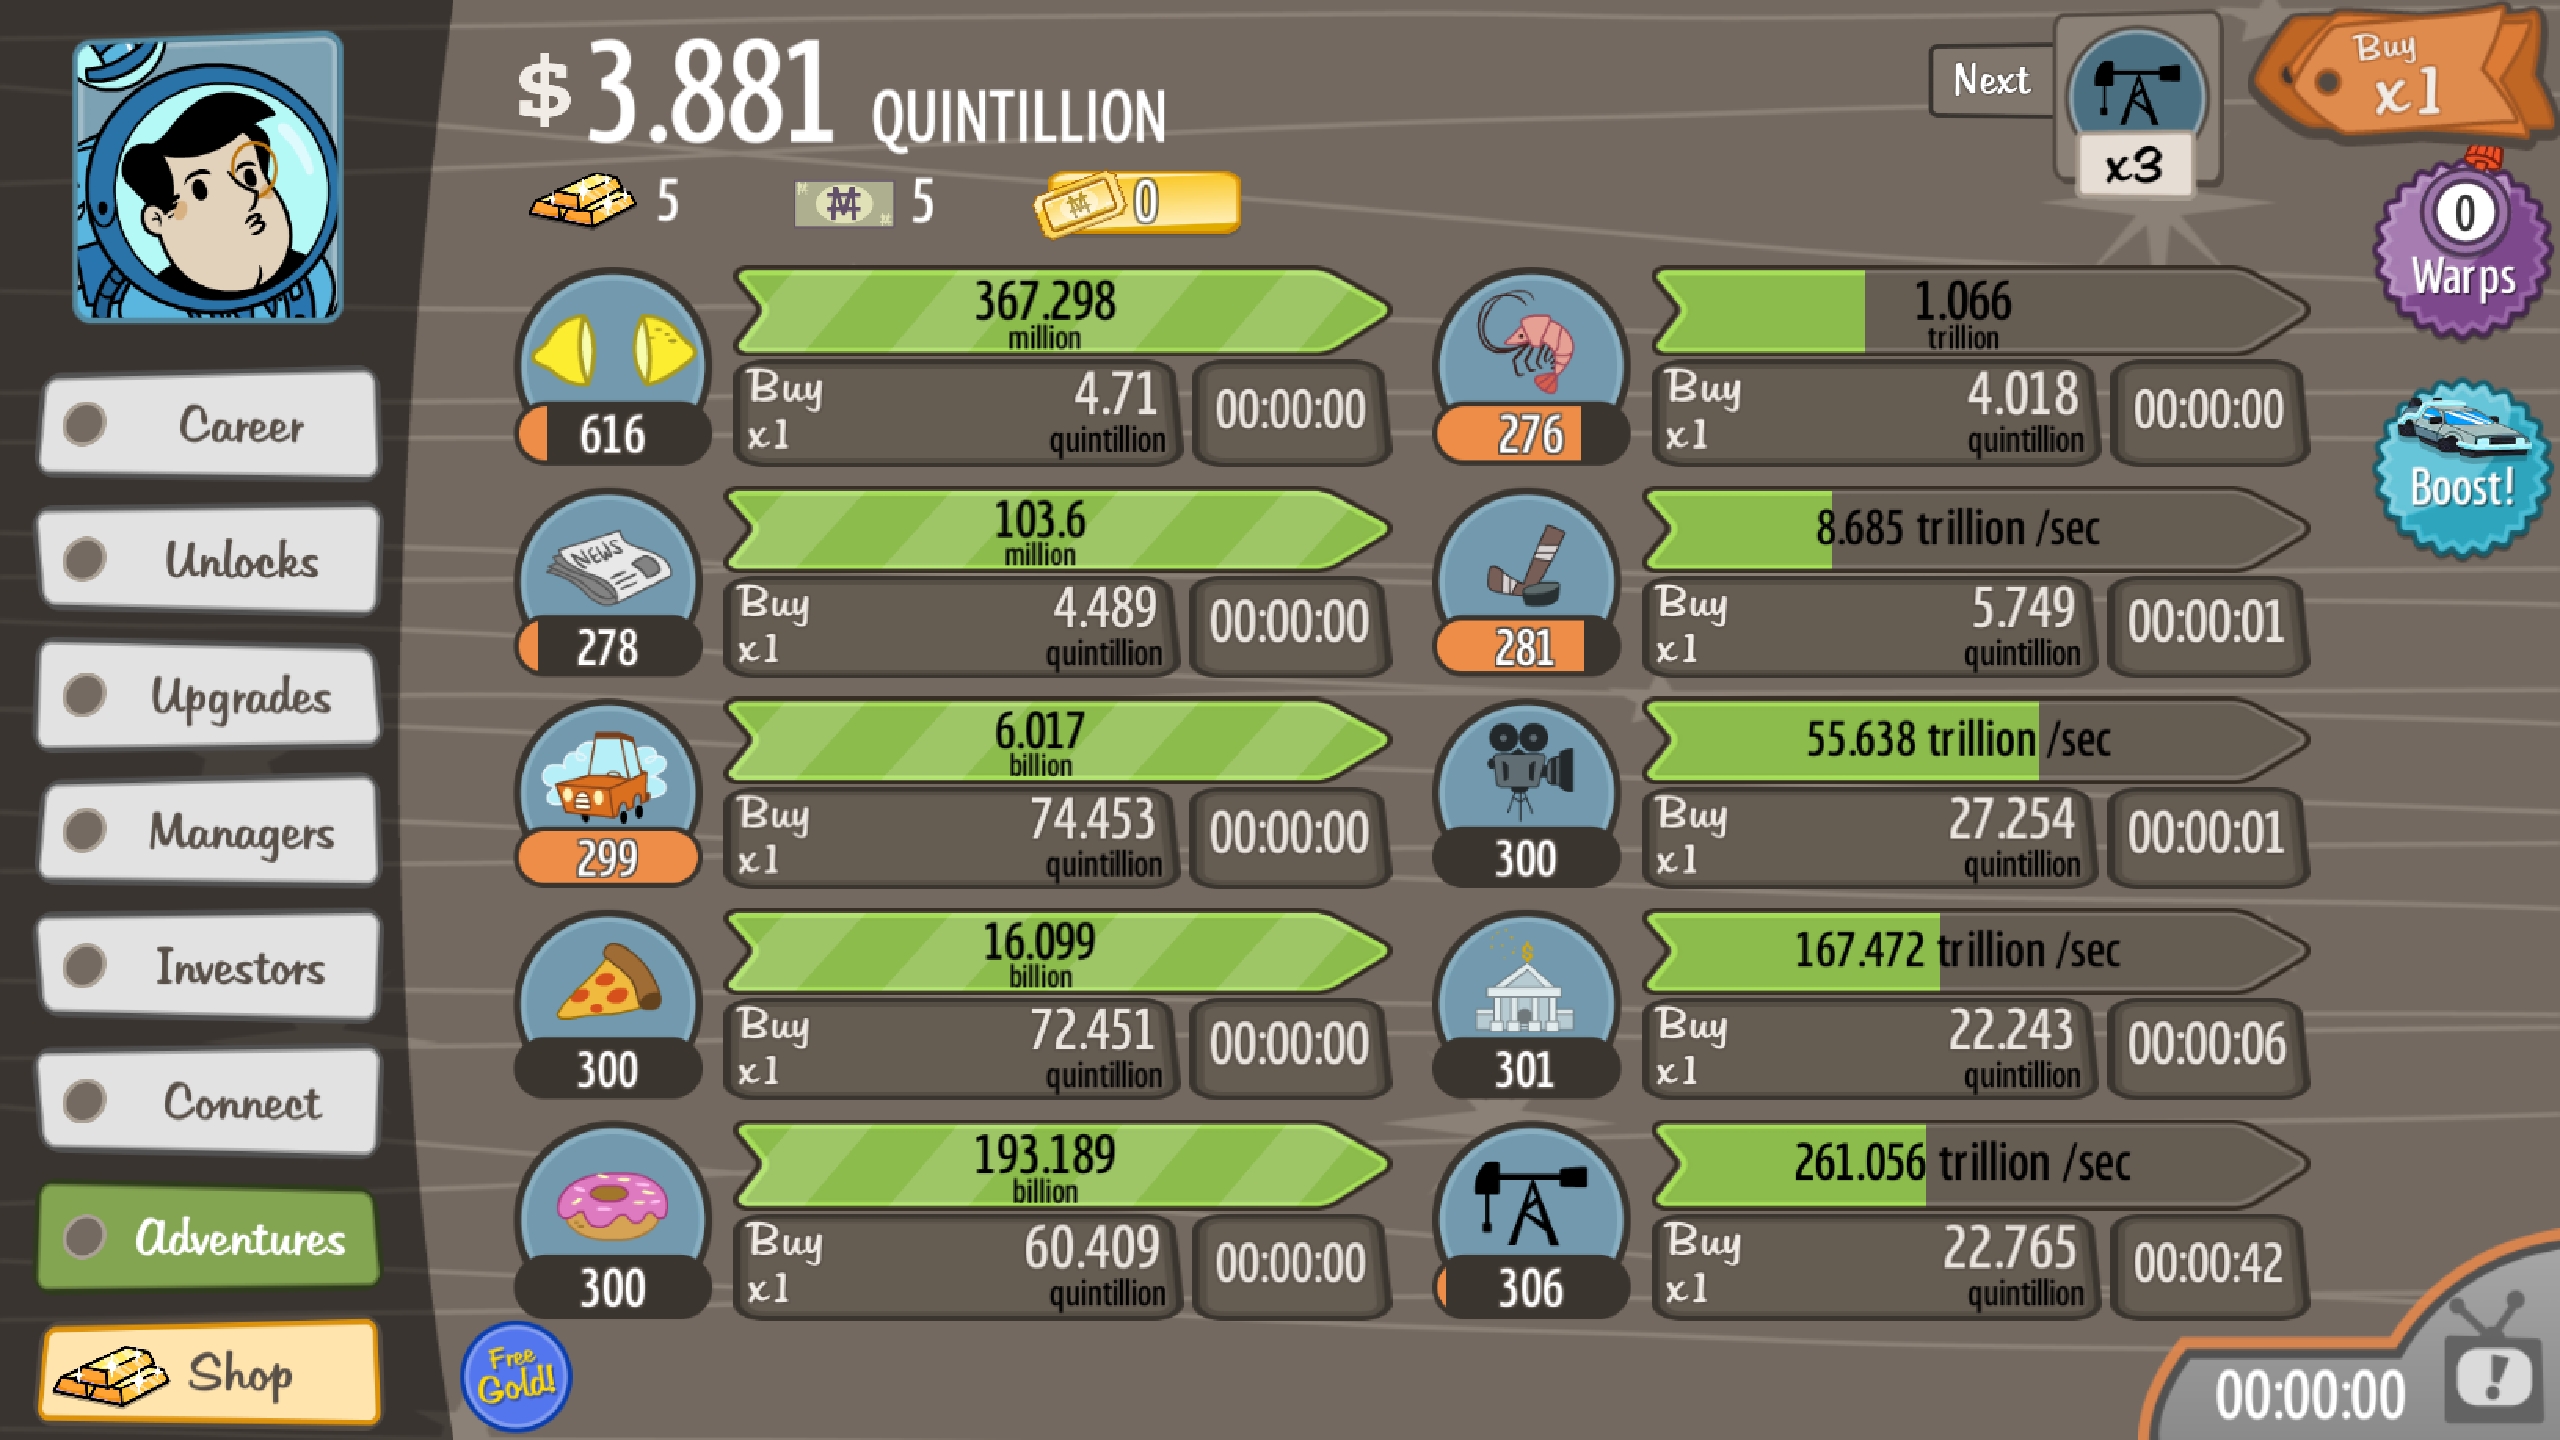 $3.881 QUINTILLION
5
5
0
Next
x3
Buy
x1
0
Warps
Boost!
Career
Unlocks
Upgrades
Managers
Investors
Connect
Adventures
Shop
Free
Gold!
367.298
million
616
Buy
x1
4.71
quintillion
00:00:00
NEWS
103.6
million
278
Buy
x1
4.489
quintillion
00:00:00
6.017
billion
299
Buy
x1
74.453
quintillion
00:00:00
16.099
billion
300
Buy
x1
72.451
quintillion
00:00:00
193.189
billion
300
Buy
x1
60.409
quintillion
00:00:00
1.066
trillion
276
Buy
x1
4.018
quintillion
00:00:00
8.685 trillion /sec
281
Buy
x1
5.749
quintillion
00:00:01
55.638 trillion /sec
300
Buy
x1
27.254
quintillion
00:00:01
167.472 trillion /sec
301
Buy
x1
22.243
quintillion
00:00:06
261.056 trillion /sec
306
Buy
x1
22.765
quintillion
00:00:42
00:00:00
!